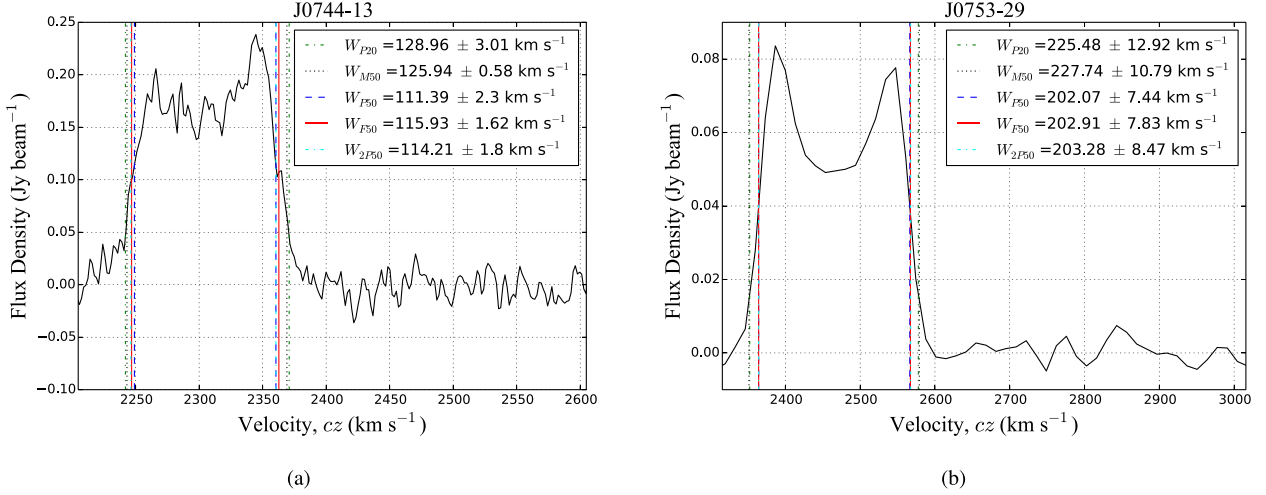 J0744-13
W_P20 =128.96 ± 3.01 km s⁻¹
W_M50 =125.94 ± 0.58 km s⁻¹
W_P50 =111.39 ± 2.3 km s⁻¹
W_F50 =115.93 ± 1.62 km s⁻¹
W_2P50 =114.21 ± 1.8 km s⁻¹
Flux Density (Jy beam⁻¹)
0.25
0.20
0.15
0.10
0.05
0.00
−0.05
−0.10
2250 2300 2350 2400 2450 2500 2550 2600
Velocity, cz (km s⁻¹)
(a)
J0753-29
W_P20 =225.48 ± 12.92 km s⁻¹
W_M50 =227.74 ± 10.79 km s⁻¹
W_P50 =202.07 ± 7.44 km s⁻¹
W_F50 =202.91 ± 7.83 km s⁻¹
W_2P50 =203.28 ± 8.47 km s⁻¹
Flux Density (Jy beam⁻¹)
0.08
0.06
0.04
0.02
0.00
2400 2500 2600 2700 2800 2900 3000
Velocity, cz (km s⁻¹)
(b)